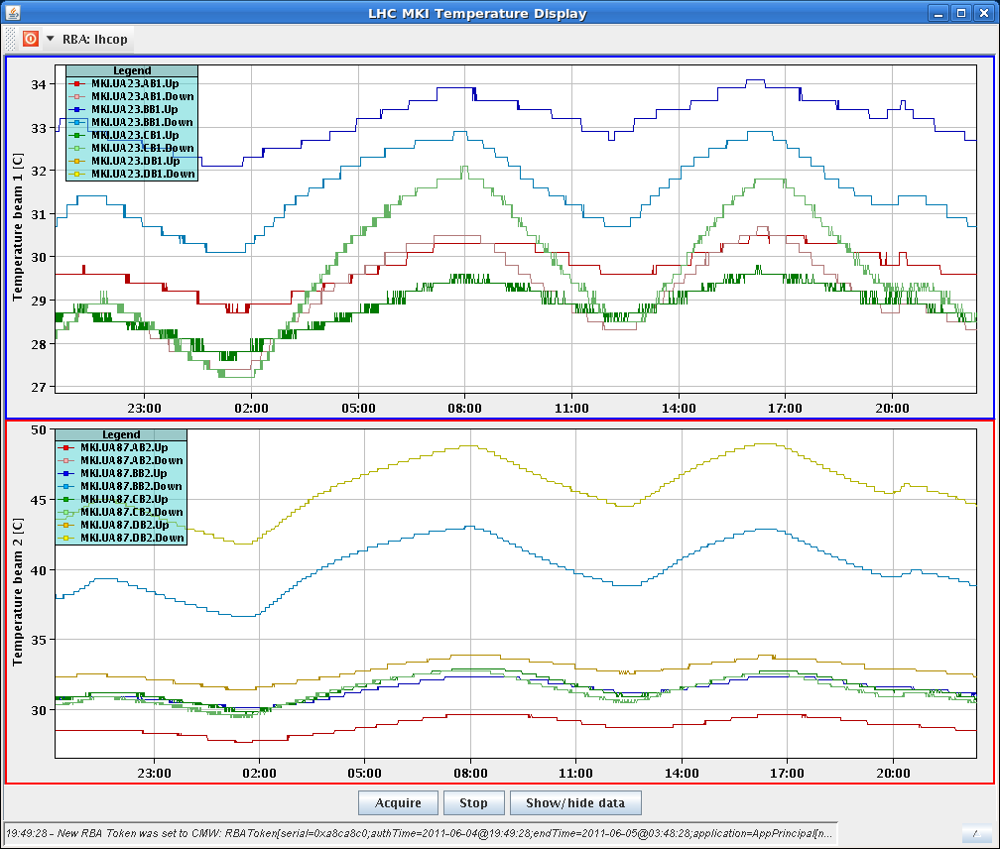 LHC MKI Temperature Display
RBA: lhcop
Legend
MKI.UA23.AB1.Up
MKI.UA23.AB1.Down
MKI.UA23.BB1.Up
MKI.UA23.BB1.Down
MKI.UA23.CB1.Up
MKI.UA23.CB1.Down
MKI.UA23.DB1.Up
MKI.UA23.DB1.Down
Temperature beam 1 [C]
34
33
32
31
30
29
28
27
23:00 02:00 05:00 08:00 11:00 14:00 17:00 20:00
Legend
MKI.UA87.AB2.Up
MKI.UA87.AB2.Down
MKI.UA87.BB2.Up
MKI.UA87.BB2.Down
MKI.UA87.CB2.Up
MKI.UA87.CB2.Down
MKI.UA87.DB2.Up
MKI.UA87.DB2.Down
Temperature beam 2 [C]
50
45
40
35
30
23:00 02:00 05:00 08:00 11:00 14:00 17:00 20:00
Acquire Stop Show/hide data
19:49:28 - New RBA Token was set to CMW: RBAToken[serial=0xa8ca8c0;authTime=2011-06-04@19:49:28;endTime=2011-06-05@03:48:28;application=AppPrincipal[n...